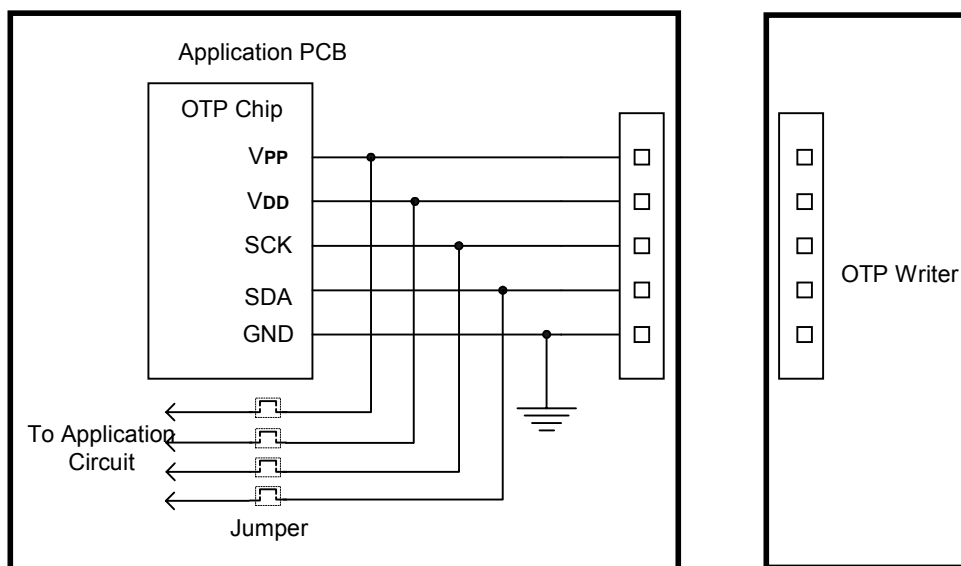 Application PCB
OTP Chip
VPP
VDD
SCK
SDA
GND
To Application
Circuit
Jumper
OTP Writer